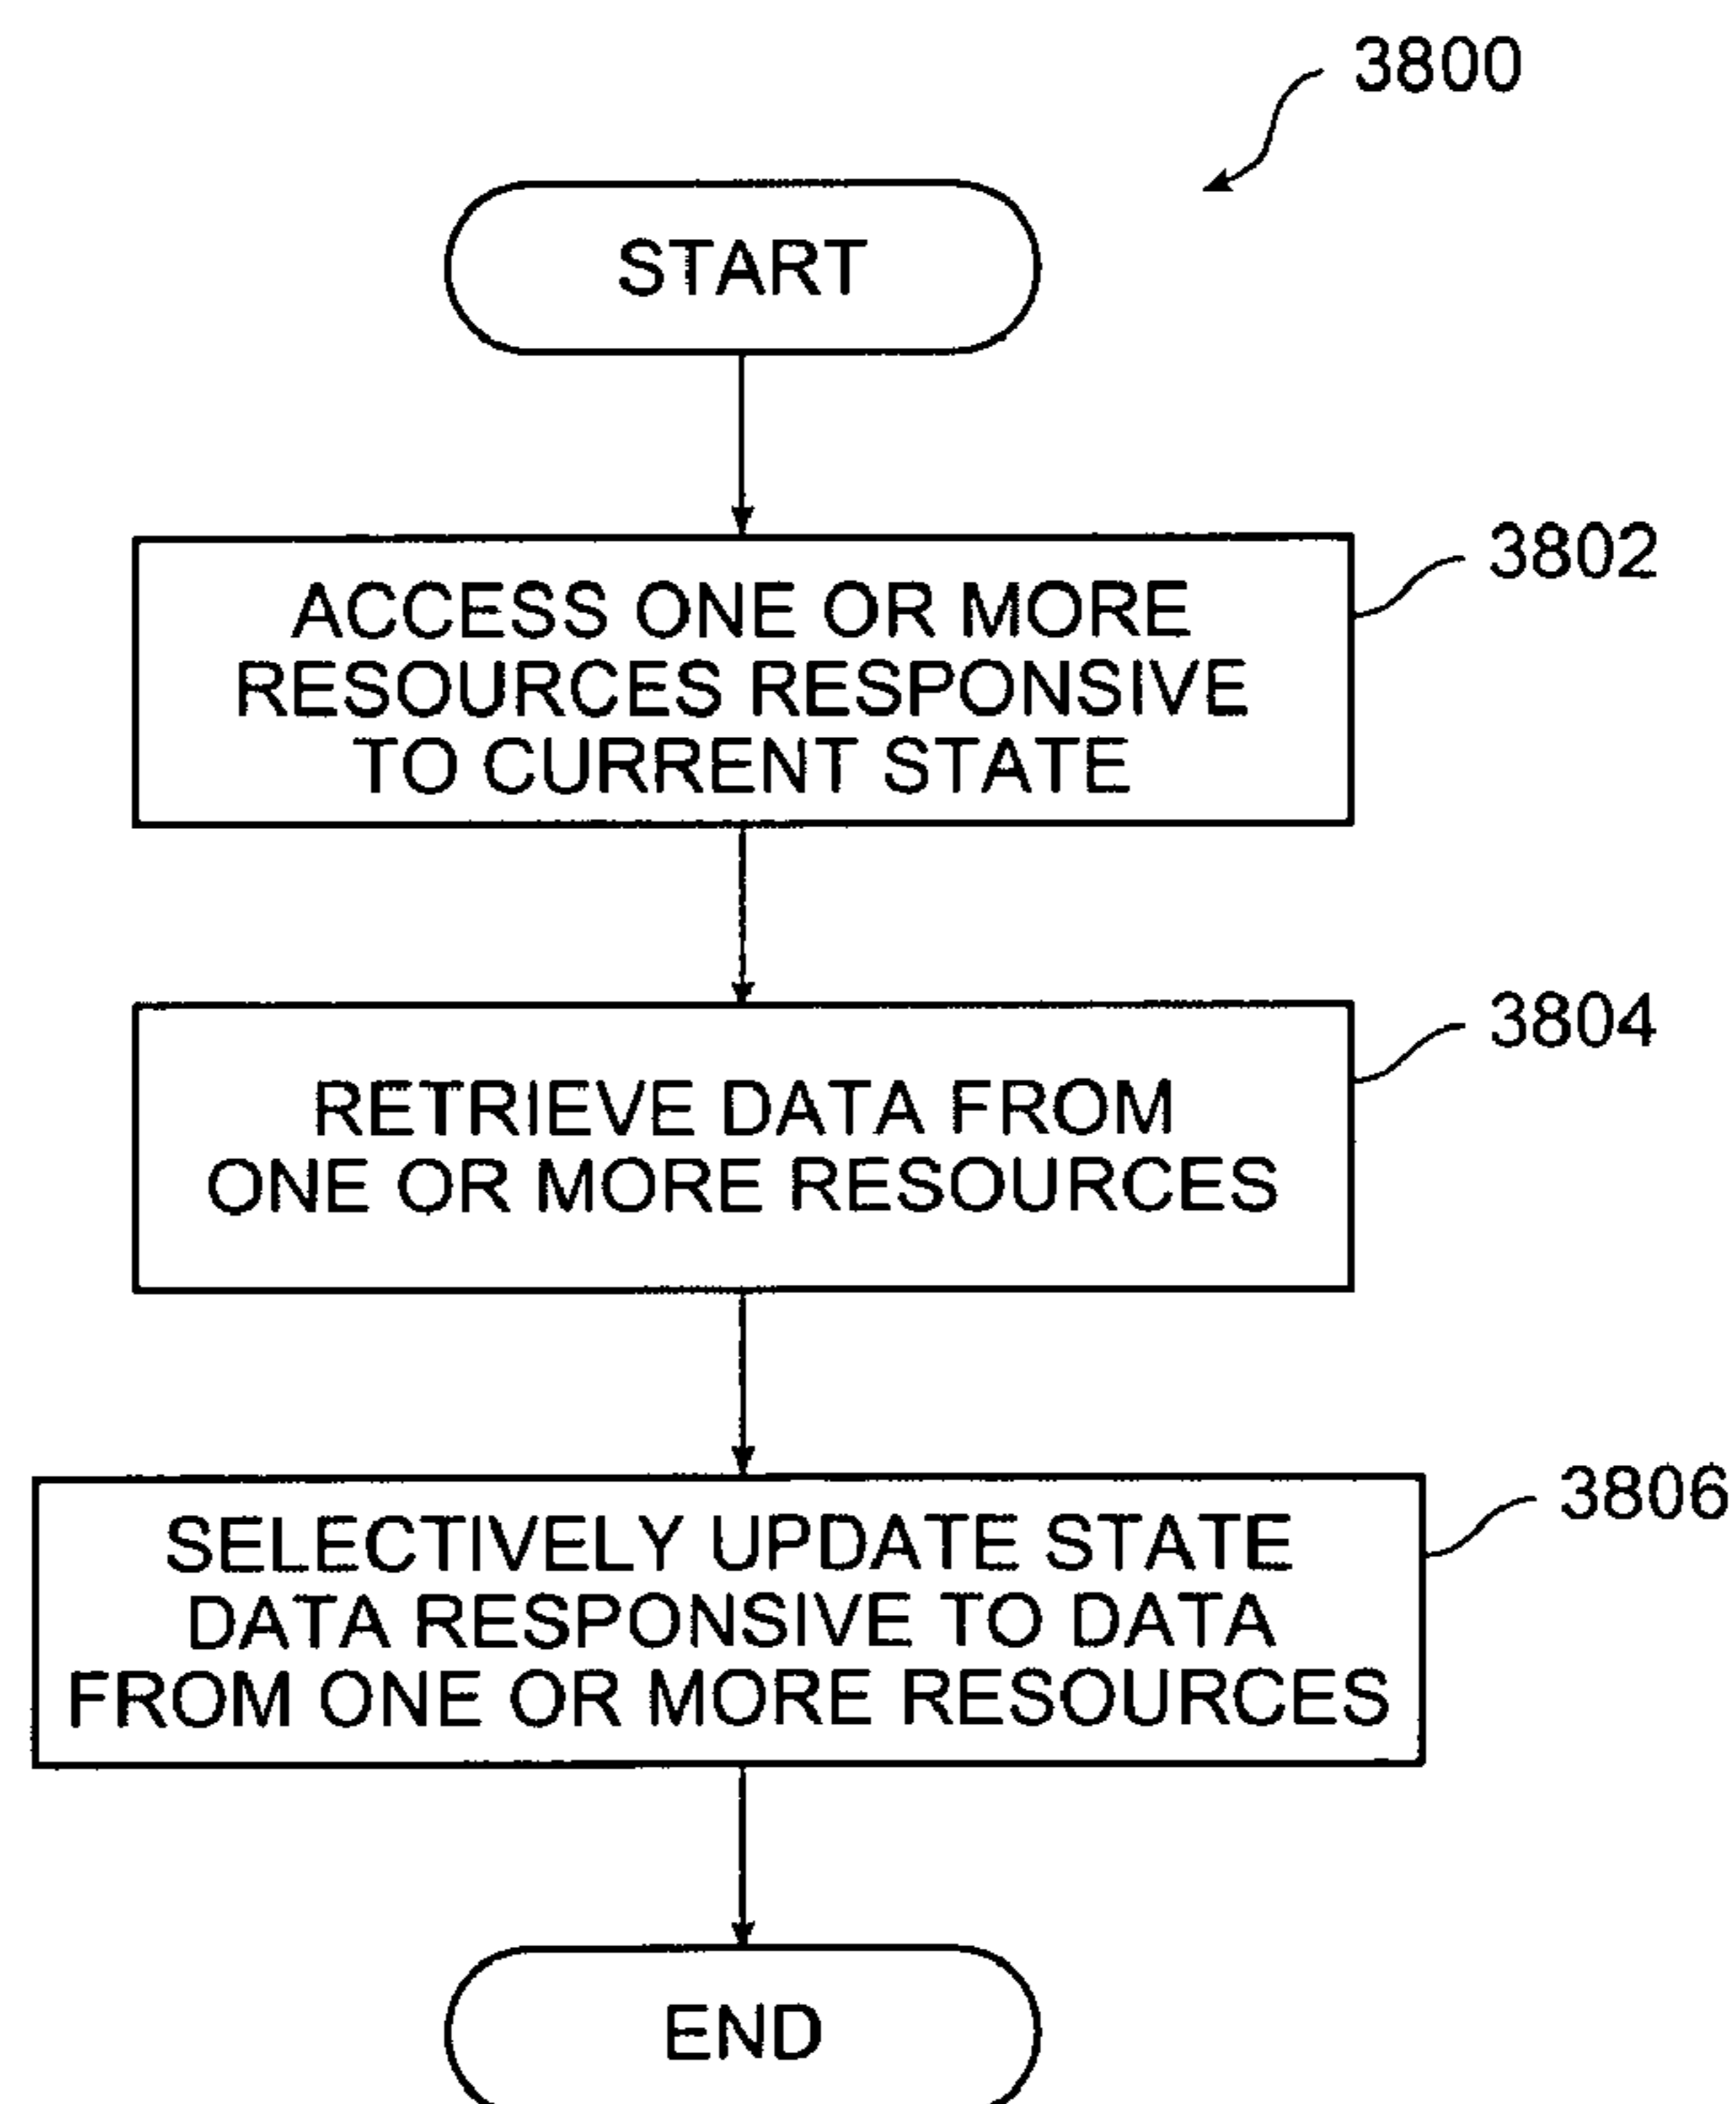 3800
START
3802
ACCESS ONE OR MORE
RESOURCES RESPONSIVE
TO CURRENT STATE
3804
RETRIEVE DATA FROM
ONE OR MORE RESOURCES
3806
SELECTIVELY UPDATE STATE
DATA RESPONSIVE TO DATA
FROM ONE OR MORE RESOURCES
END